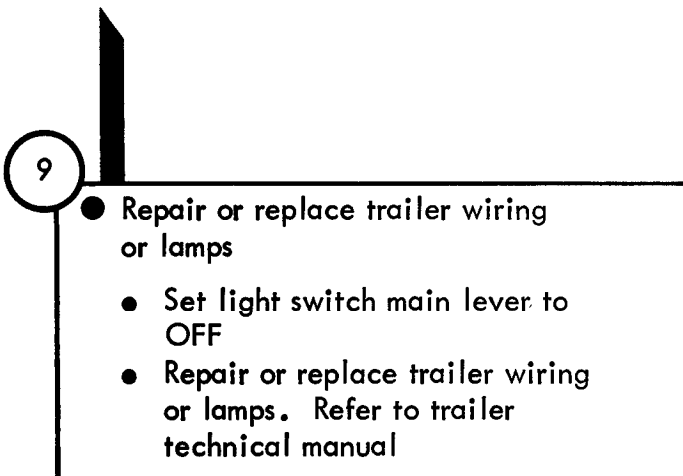 9
● Repair or replace trailer wiring
or lamps
● Set light switch main lever to
OFF
● Repair or replace trailer wiring
or lamps. Refer to trailer
technical manual